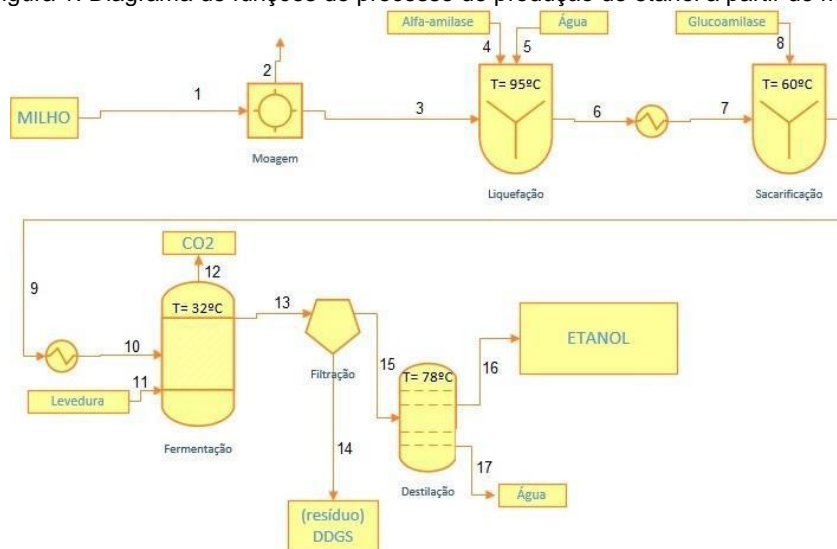 1: Diagrama de funções do processo de produção de etanol a partir de
Alfa-amilase
Água
Glucoamilase
2
4
5
8
T= 95ºC
T= 60ºC
MILHO
1
3
6
7
Moagem
Liquefação
Sacarificação
CO2
12
9
T= 32ºC
13
ETANOL
10
15
T= 78ºC
16
Filtração
11
Levedura
Fermentação
14
17
Destilação
Água
(resíduo)
DDGS